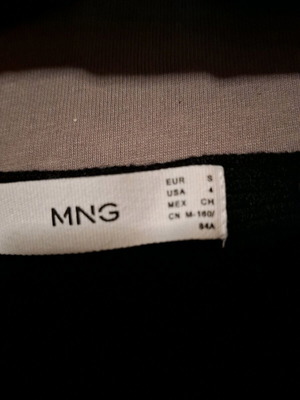 MNG
EUR S
USA 4
MEX CH
CN M-160/
84A